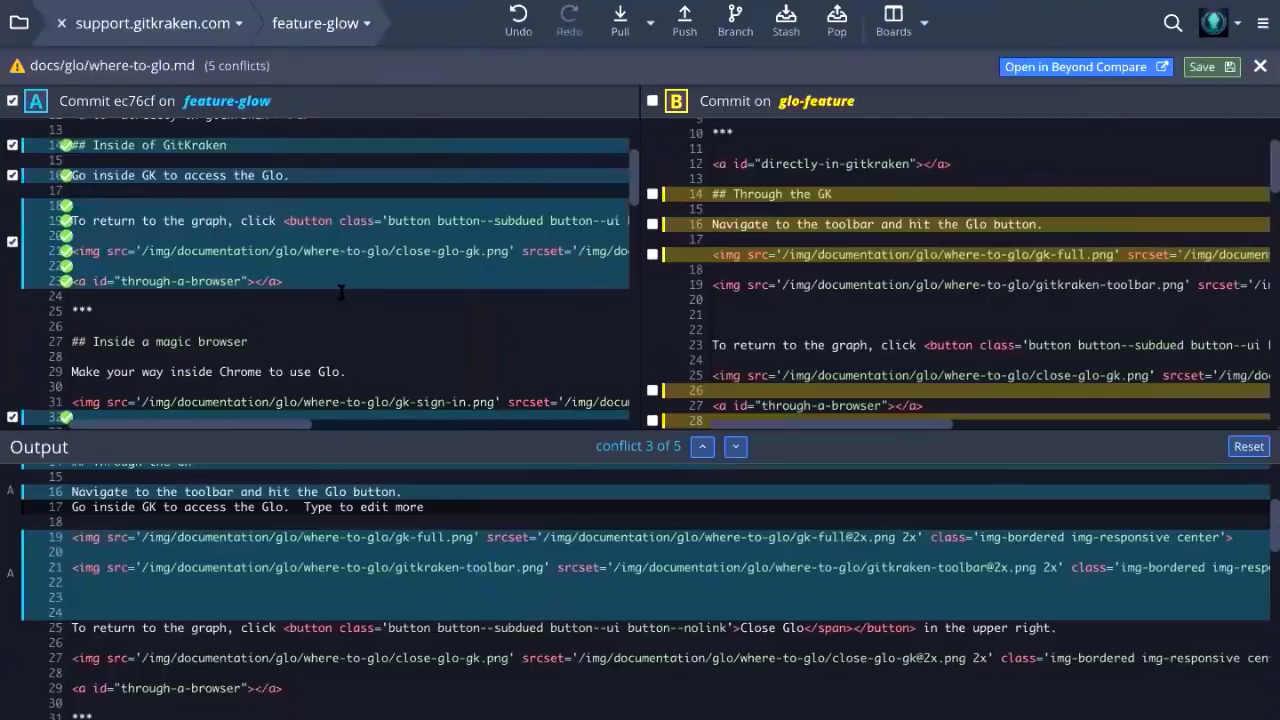 support.gitkraken.com
feature-glow
Undo
Redo
Pull
Push
Branch
Stash
Pop
Boards
docs/glo/where-to-glo.md (5 conflicts)
Open in Beyond Compare
Save
A Commit ec76cf on feature-glow
13
14 ## Inside of GitKraken
15
16 Go inside GK to access the Glo.
17
18
19 To return to the graph, click <button class='button button--subdued button--ui
20
21 <img src='/img/documentation/glo/where-to-glo/close-glo-gk.png' srcset='/img/do
22
23 <a id="through-a-browser"></a>
24
25 ***
26
27 ## Inside a magic browser
28
29 Make your way inside Chrome to use Glo.
30
31 <img src='/img/documentation/glo/where-to-glo/gk-sign-in.png' srcset='/img/docu
32
B Commit on glo-feature
9
10 ***
11
12 <a id="directly-in-gitkraken"></a>
13
14 ## Through the GK
15
16 Navigate to the toolbar and hit the Glo button.
17
<img src='/img/documentation/glo/where-to-glo/gk-full.png' srcset='/img/document
18
19 <img src='/img/documentation/glo/where-to-glo/gitkraken-toolbar.png' srcset='/i
20
21
22
23 To return to the graph, click <button class='button button--subdued button--ui
24
25 <img src='/img/documentation/glo/where-to-glo/close-glo-gk.png' srcset='/img/do
26
27 <a id="through-a-browser"></a>
28
Output
conflict 3 of 5
Reset
## Through the GK
15
A 16 Navigate to the toolbar and hit the Glo button.
17 Go inside GK to access the Glo.  Type to edit more
18
19 <img src='/img/documentation/glo/where-to-glo/gk-full.png' srcset='/img/documentation/glo/where-to-glo/gk-full@2x.png 2x' class='img-bordered img-responsive center'>
20
A 21 <img src='/img/documentation/glo/where-to-glo/gitkraken-toolbar.png' srcset='/img/documentation/glo/where-to-glo/gitkraken-toolbar@2x.png 2x' class='img-bordered img-resp
22
23
24
25 To return to the graph, click <button class='button button--subdued button--ui button--nolink'>Close Glo</span></button> in the upper right.
26
27 <img src='/img/documentation/glo/where-to-glo/close-glo-gk.png' srcset='/img/documentation/glo/where-to-glo/close-glo-gk@2x.png 2x' class='img-bordered img-responsive cen
28
29 <a id="through-a-browser"></a>
30
31 ***